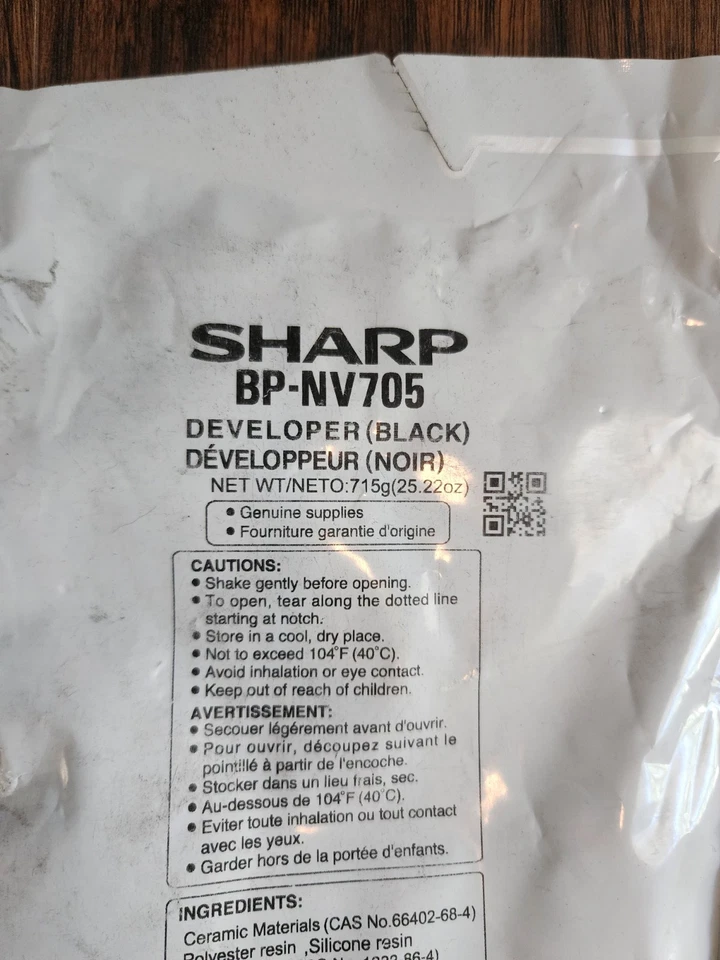 SHARP
BP-NV705
DEVELOPER (BLACK)
DÉVELOPPEUR (NOIR)
NET WT/NETO:715g(25.22oz)
● Genuine supplies
● Fourniture garantie d'origine
CAUTIONS:
● Shake gently before opening.
● To open, tear along the dotted line
starting at notch.
● Store in a cool, dry place.
● Not to exceed 104°F (40°C).
● Avoid inhalation or eye contact.
● Keep out of reach of children.
AVERTISSEMENT:
● Secouer légérement avant d'ouvrir.
● Pour ouvrir, découpez suivant le
pointillé à partir de l'encoche.
● Stocker dans un lieu frais, sec.
● Au-dessous de 104°F (40°C).
● Eviter toute inhalation ou tout contact
avec les yeux.
● Garder hors de la portée d'enfants.
INGREDIENTS:
Ceramic Materials (CAS No.66402-68-4)
Polyester resin ,Silicone resin